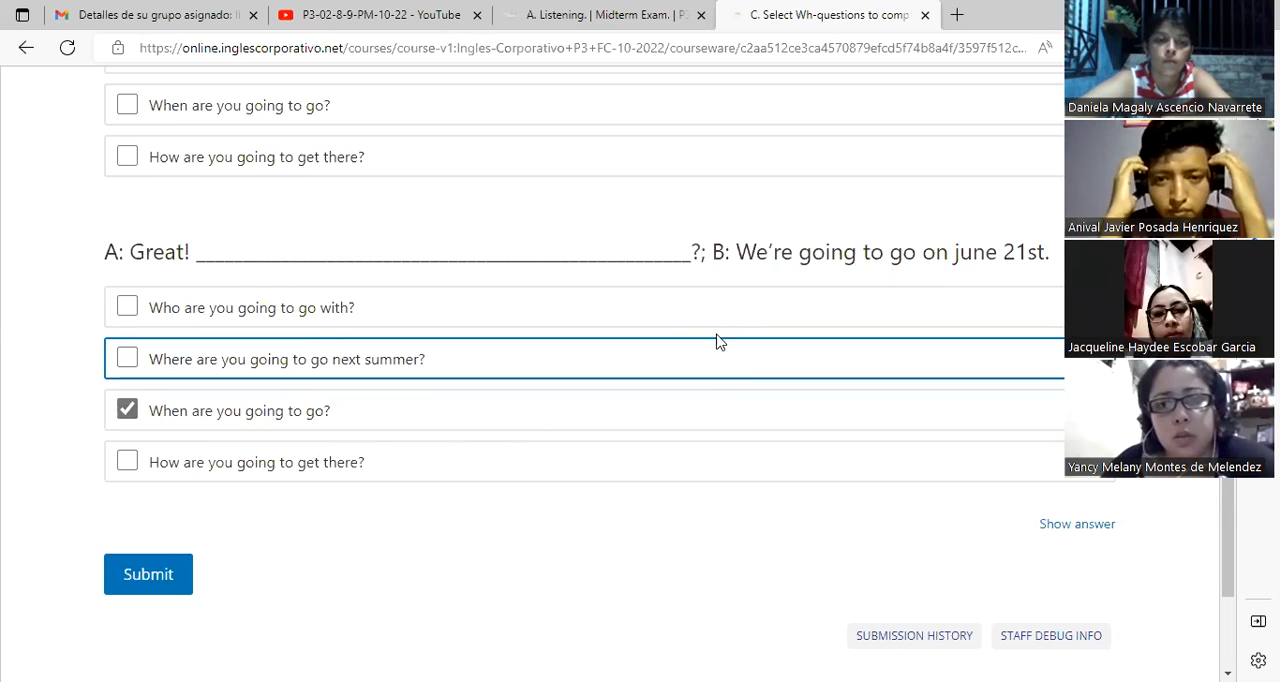 Detalles de su grupo asignado: I
P3-02-8-9-PM-10-22 - YouTube
A. Listening. | Midterm Exam. | P3
C. Select Wh-questions to comp
https://online.inglescorporativo.net/courses/course-v1:Ingles-Corporativo+P3+FC-10-2022/courseware/c2aa512ce3ca4570879efcd5f74b8a4f/3597f512c...
When are you going to go?
How are you going to get there?
A: Great! _____________________________________________?; B: We're going to go on june 21st.
Who are you going to go with?
Where are you going to go next summer?
When are you going to go?
How are you going to get there?
Show answer
Submit
SUBMISSION HISTORY
STAFF DEBUG INFO
Daniela Magaly Ascencio Navarrete
Anival Javier Posada Henriquez
Jacqueline Haydee Escobar Garcia
Yancy Melany Montes de Melendez